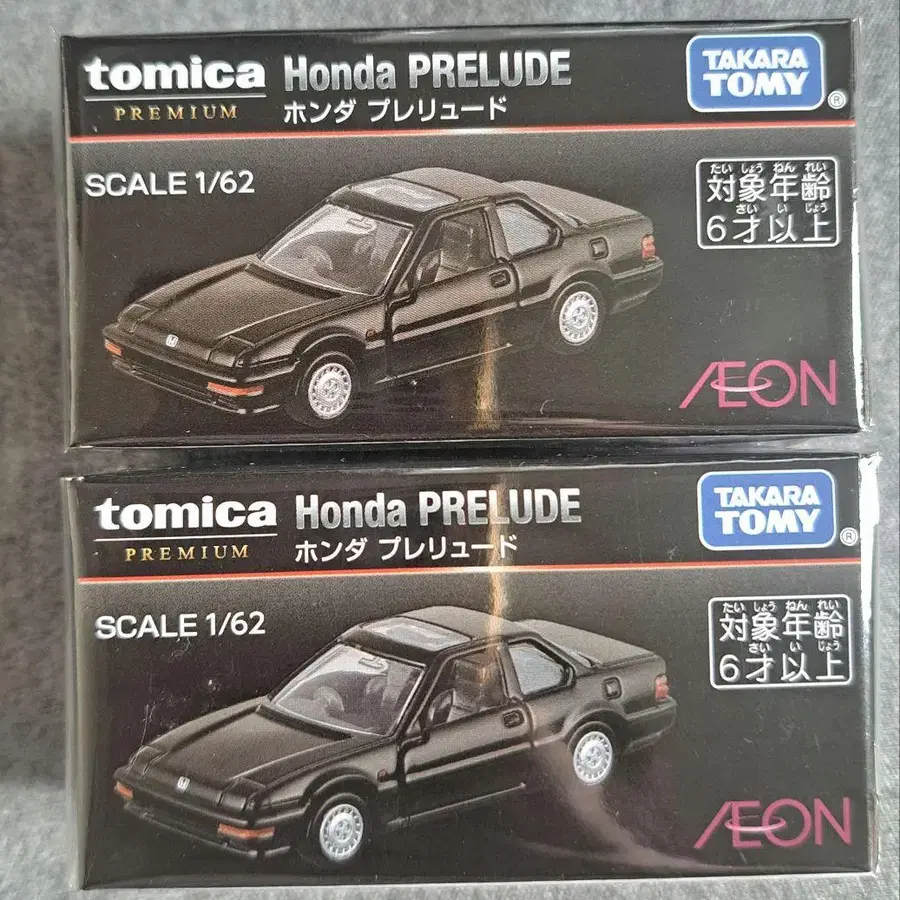 tomica
PREMIUM
Honda PRELUDE
ホンダ プレリュード
TAKARA
TOMY
®
SCALE 1/62
たい しょう ねん れい
対象年齢
さい い じょう
6才以上
ÆON
tomica
PREMIUM
Honda PRELUDE
ホンダ プレリュード
TAKARA
TOMY
®
SCALE 1/62
たい しょう ねん れい
対象年齢
さい い じょう
6才以上
ÆON